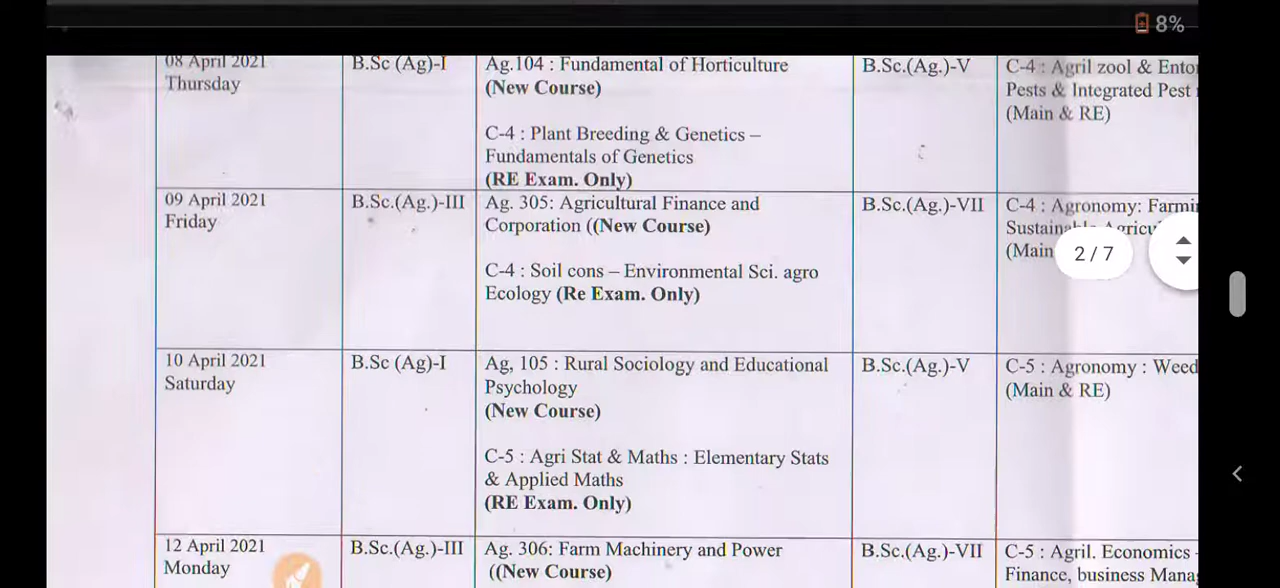 8%
08 April 2021
Thursday
B.Sc (Ag)-I
Ag.104 : Fundamental of Horticulture
(New Course)
C-4 : Plant Breeding & Genetics –
Fundamentals of Genetics
(RE Exam. Only)
B.Sc.(Ag.)-V
C-4 : Agril zool &
Pests & Integrated Pest
(Main & RE)
09 April 2021
Friday
B.Sc.(Ag.)-III
Ag. 305: Agricultural Finance and
Corporation ((New Course)
C-4 : Soil cons – Environmental Sci. agro
Ecology (Re Exam. Only)
B.Sc.(Ag.)-VII
C-4 : Agronomy:
(Main
2 / 7
10 April 2021
Saturday
B.Sc (Ag)-I
Ag, 105 : Rural Sociology and Educational
Psychology
(New Course)
C-5 : Agri Stat & Maths : Elementary Stats
& Applied Maths
(RE Exam. Only)
B.Sc.(Ag.)-V
C-5 : Agronomy : Weed
(Main & RE)
12 April 2021
Monday
B.Sc.(Ag.)-III
Ag. 306: Farm Machinery and Power
((New Course)
B.Sc.(Ag.)-VII
C-5 : Agril. Economics -
Finance, business